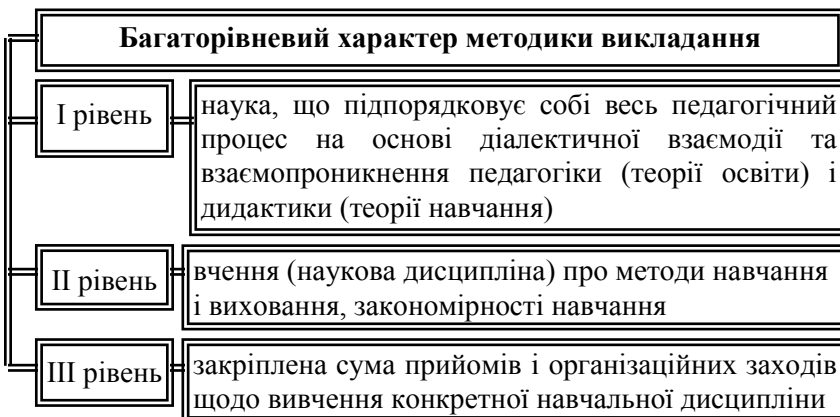 Багаторівневий характер методики викладання
І рівень
наука, що підпорядковує собі весь педагогічний
процес на основі діалектичної взаємодії та
взаємопроникнення педагогіки (теорії освіти) і
дидактики (теорії навчання)
ІІ рівень
вчення (наукова дисципліна) про методи навчання
і виховання, закономірності навчання
ІІІ рівень
закріплена сума прийомів і організаційних заходів
щодо вивчення конкретної навчальної дисципліни